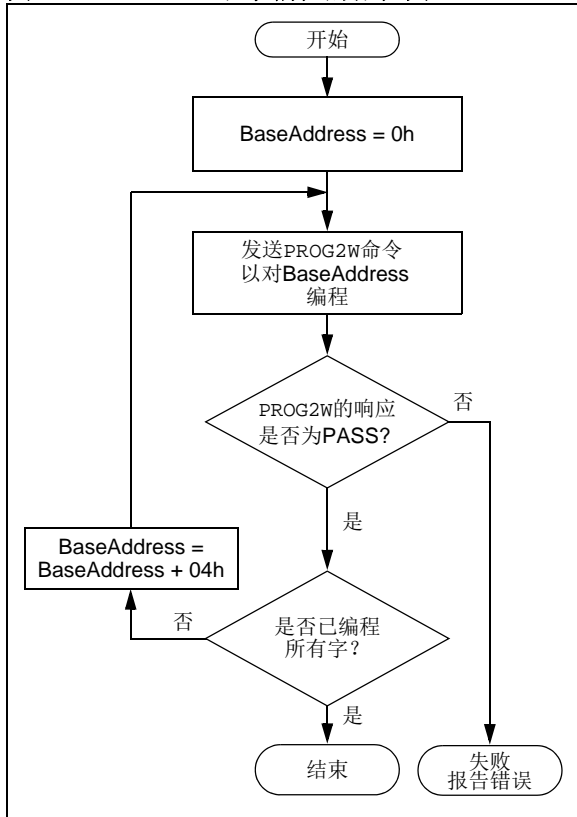 开始
BaseAddress = 0h
发送PROG2W命令
以对BaseAddress
编程
PROG2W的响应
是否为PASS?
否
是
BaseAddress =
BaseAddress + 04h
否
是否已编程
所有字？
是
结束
失败
报告错误